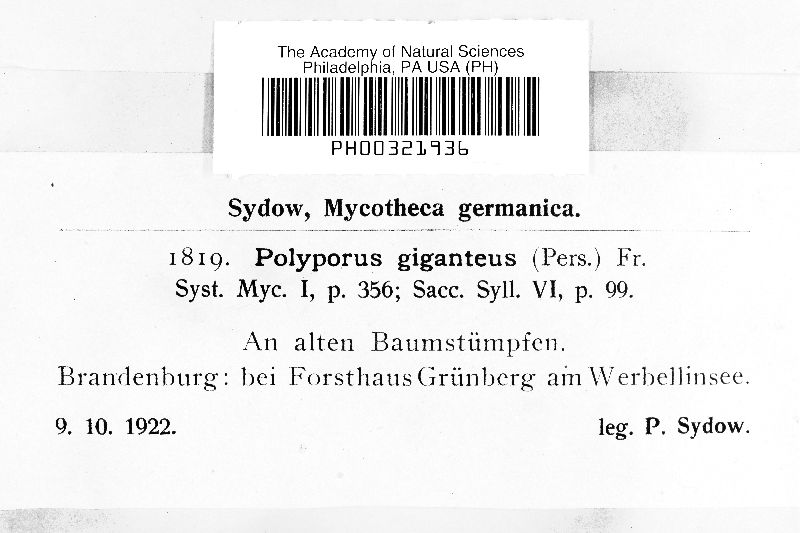 The Academy of Natural Sciences
Philadelphia, PA USA (PH)
PH00321936
Sydow, Mycotheca germanica.
1819. Polyporus giganteus (Pers.) Fr.
Syst. Myc. I, p. 356; Sacc. Syll. VI, p. 99.
An alten Baumstümpfen.
Brandenburg: bei Forsthaus Grünberg am Werbellinsee.
9. 10. 1922. leg. P. Sydow.